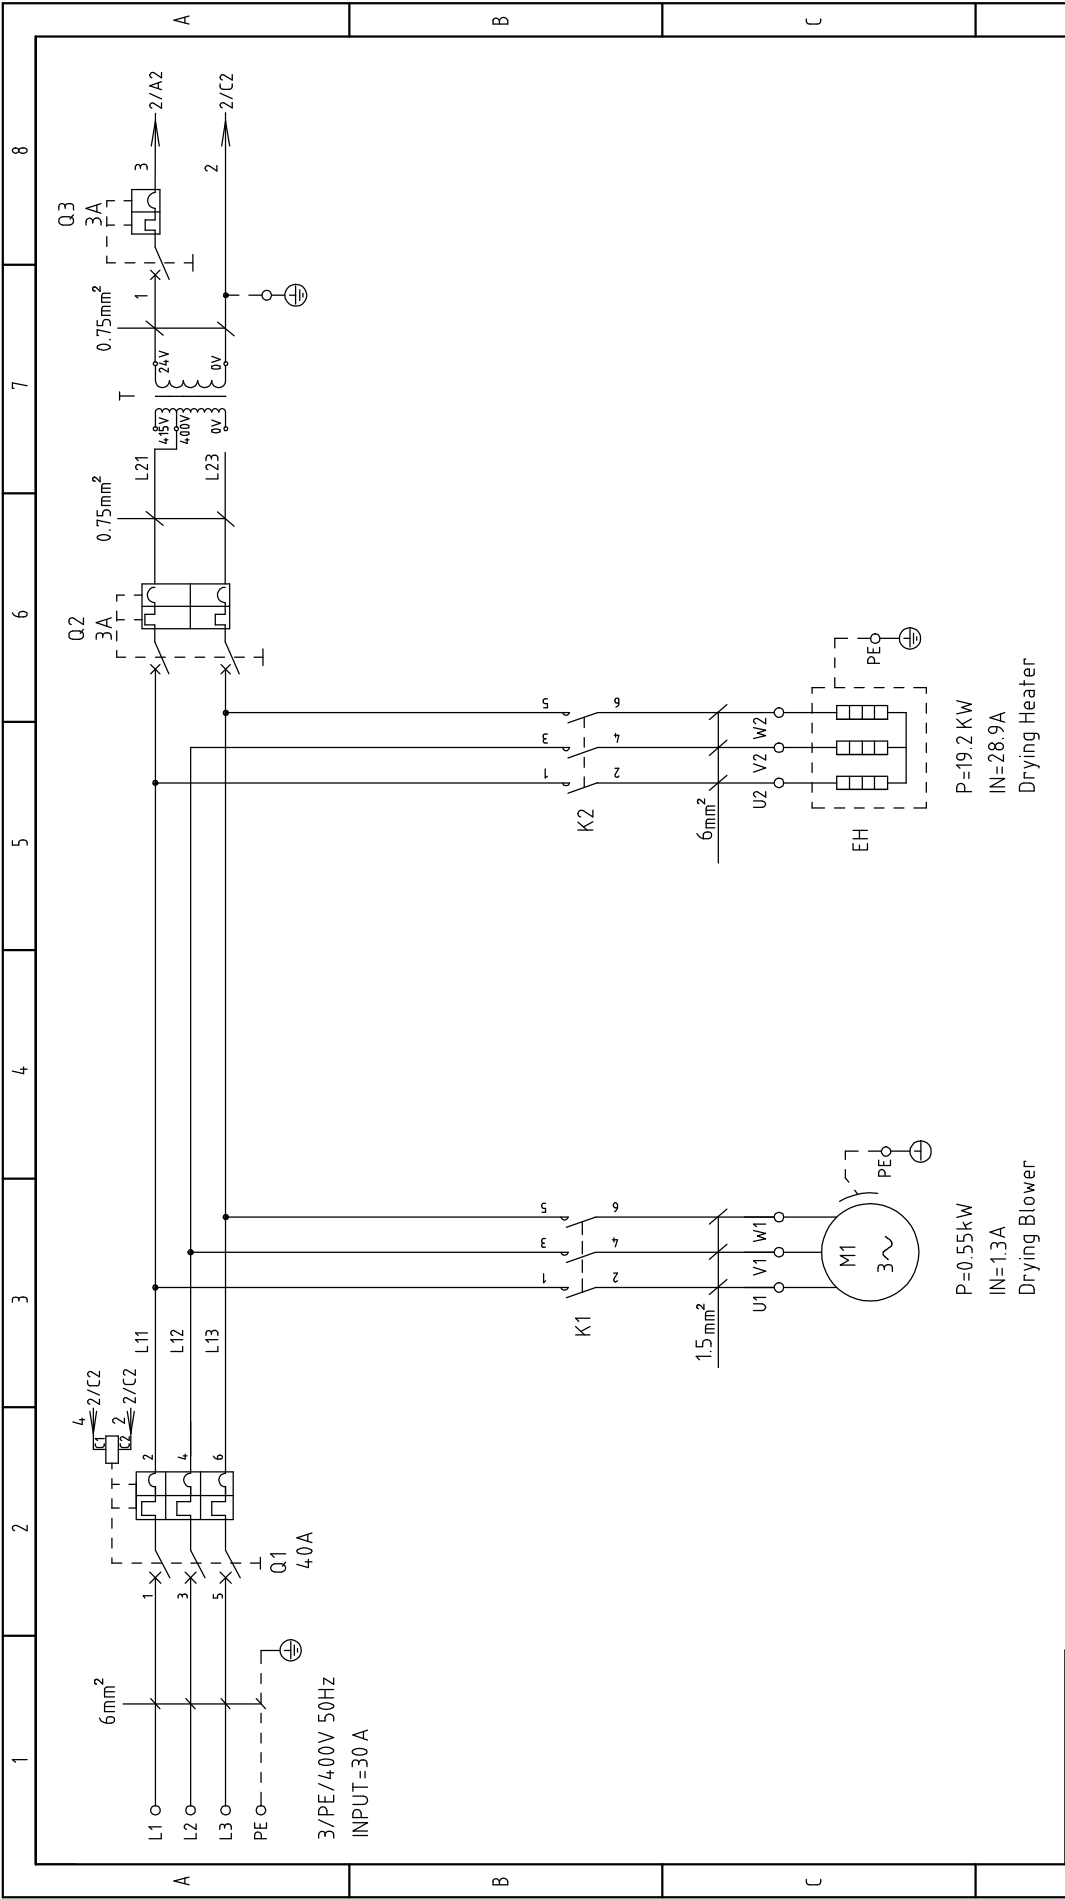 1
2
3
4
5
6
7
8
A
B
C
A
B
C
L1
L2
L3
PE
6mm²
3/PE/400V 50Hz
INPUT=30 A
1
3
5
2
4
6
Q1
40A
C1
C2
4
2/C2
2
2/C2
L11
L12
L13
1
3
5
2
4
6
K1
1.5mm²
U1
V1
W1
M1
3~
PE
P=0.55kW
IN=1.3A
Drying Blower
1
3
5
2
4
6
K2
6mm²
U2
V2
W2
EH
PE
P=19.2 KW
IN=28.9A
Drying Heater
Q2
3A
0.75mm²
L21
L23
T
415V
400V
0V
24V
0V
0.75mm²
1
Q3
3A
3
2/A2
2
2/C2